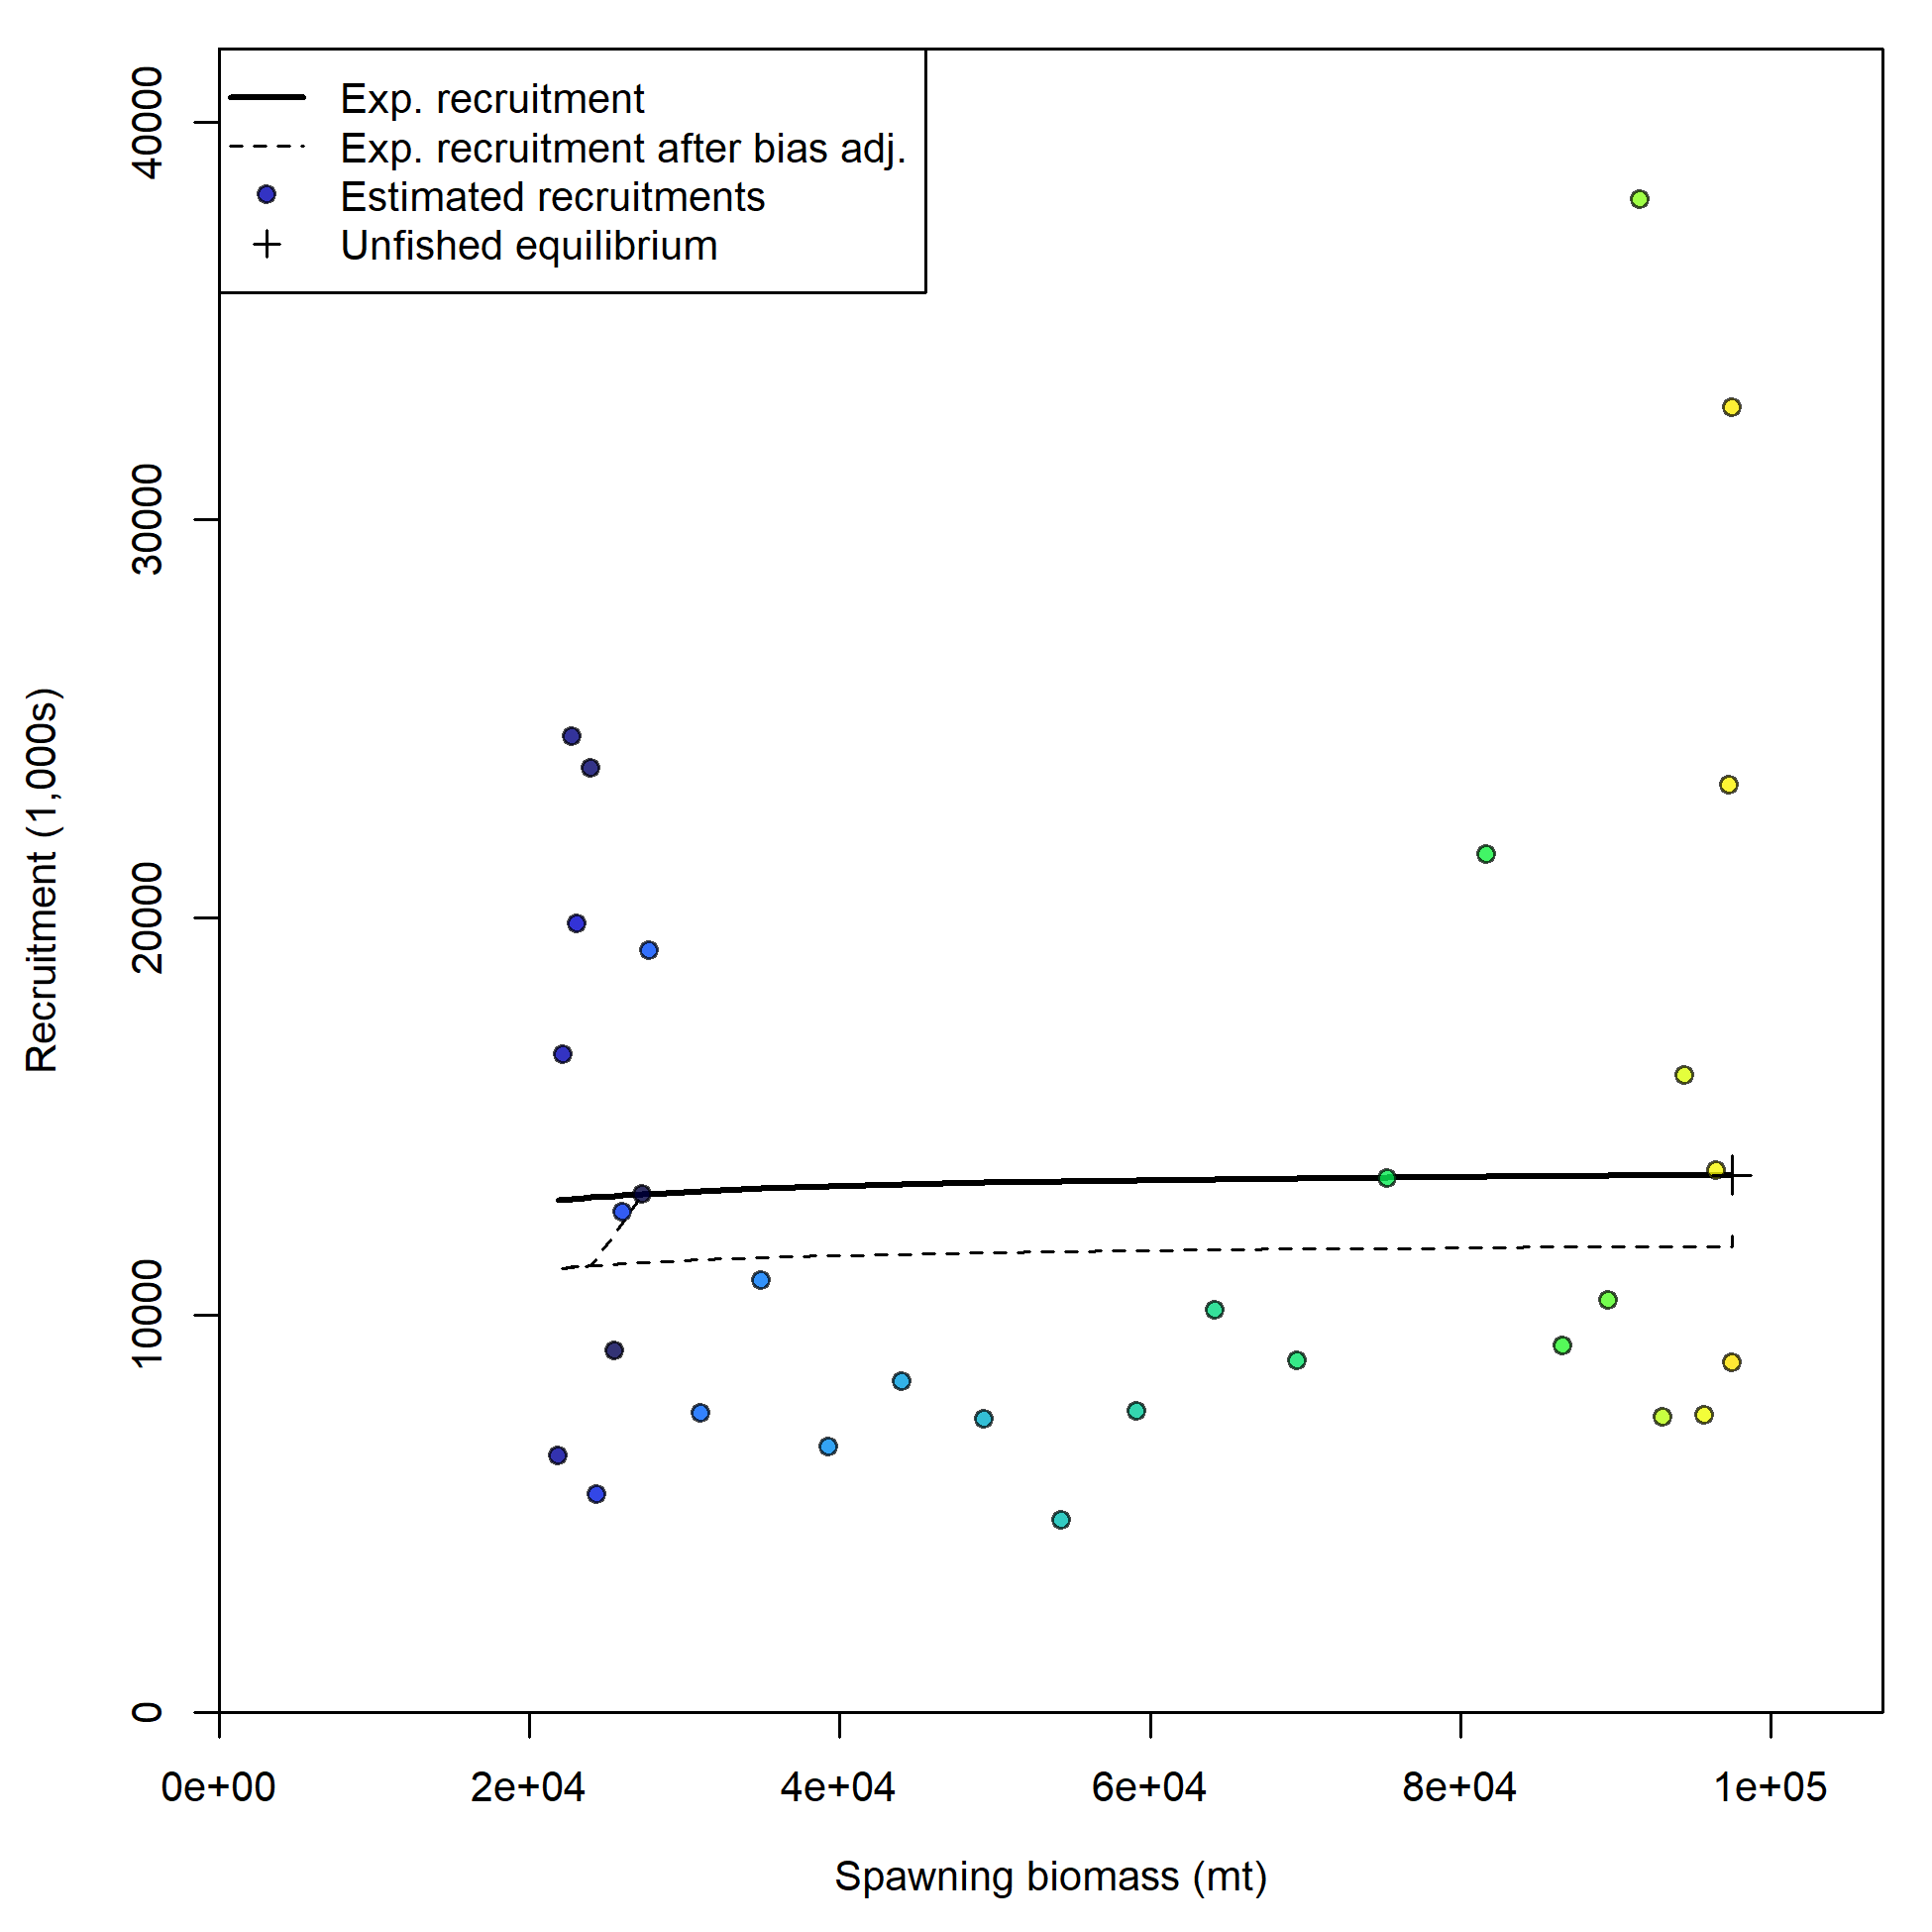 Exp. recruitment
Exp. recruitment after bias adj.
Estimated recruitments
Unfished equilibrium
40000
30000
20000
10000
0
Recruitment (1,000s)
0e+00 2e+04 4e+04 6e+04 8e+04 1e+05
Spawning biomass (mt)